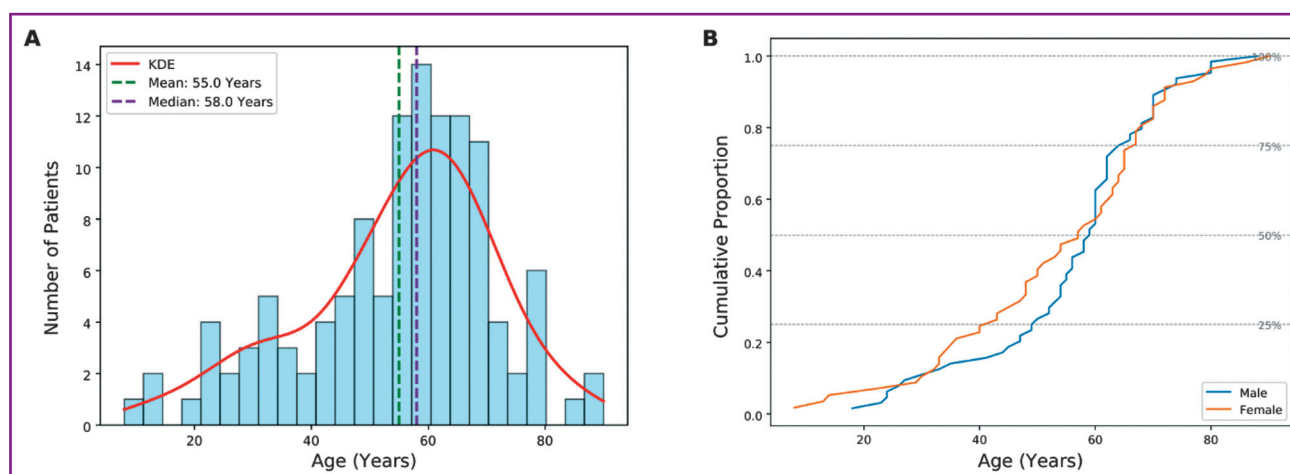 A
KDE
Mean: 55.0 Years
Median: 58.0 Years
14
12
10
8
6
4
2
0
Number of Patients
20
40
60
80
Age (Years)
B
1.0
0.8
0.6
0.4
0.2
0.0
Cumulative Proportion
100%
75%
50%
25%
Male
Female
20
40
60
80
Age (Years)